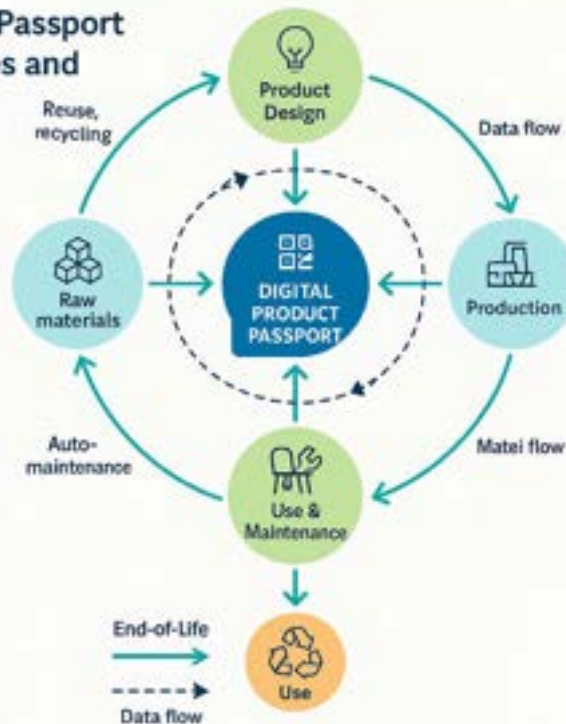 Passport
s and
Product
Design
Reuse,
recycling
Data flow
Raw
materials
DIGITAL
PRODUCT
PASSPORT
Production
Auto-
maintenance
Matei flow
Use &
Maintenance
End-of-Life
Use
Data flow